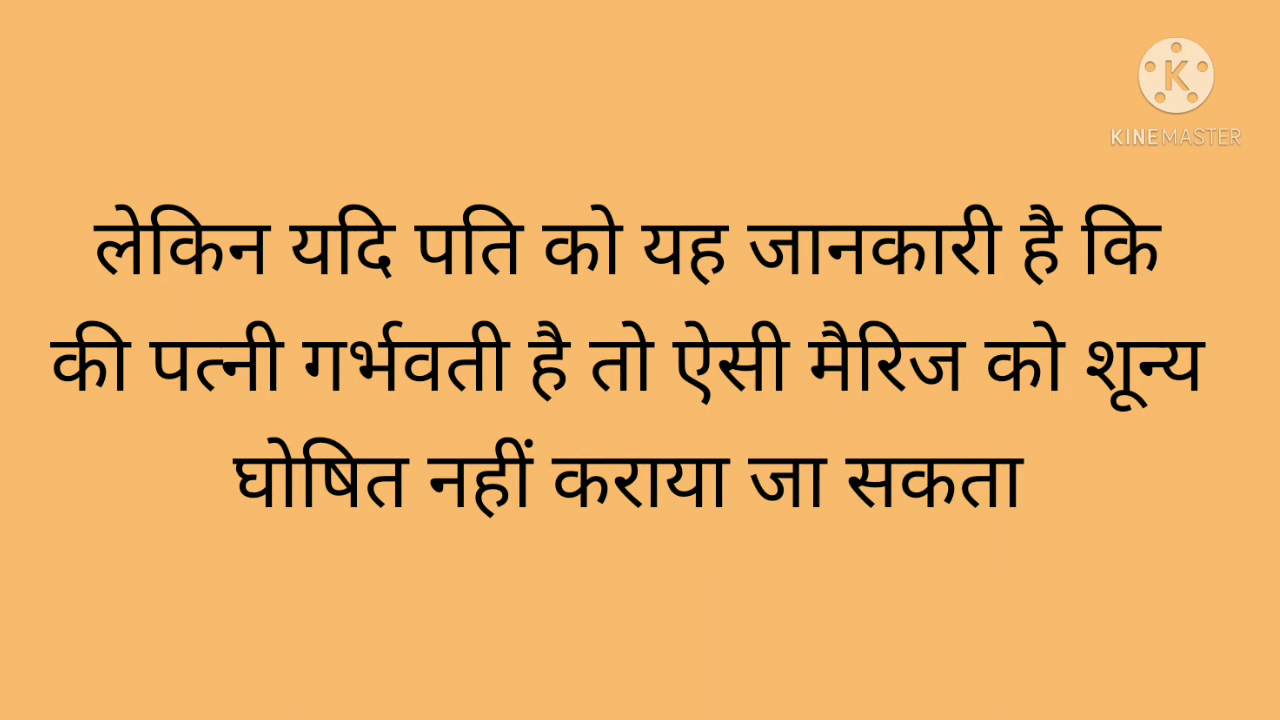 KINEMASTER
लेकिन यदि पति को यह जानकारी है कि
की पत्नी गर्भवती है तो ऐसी मैरिज को शून्य
घोषित नहीं कराया जा सकता